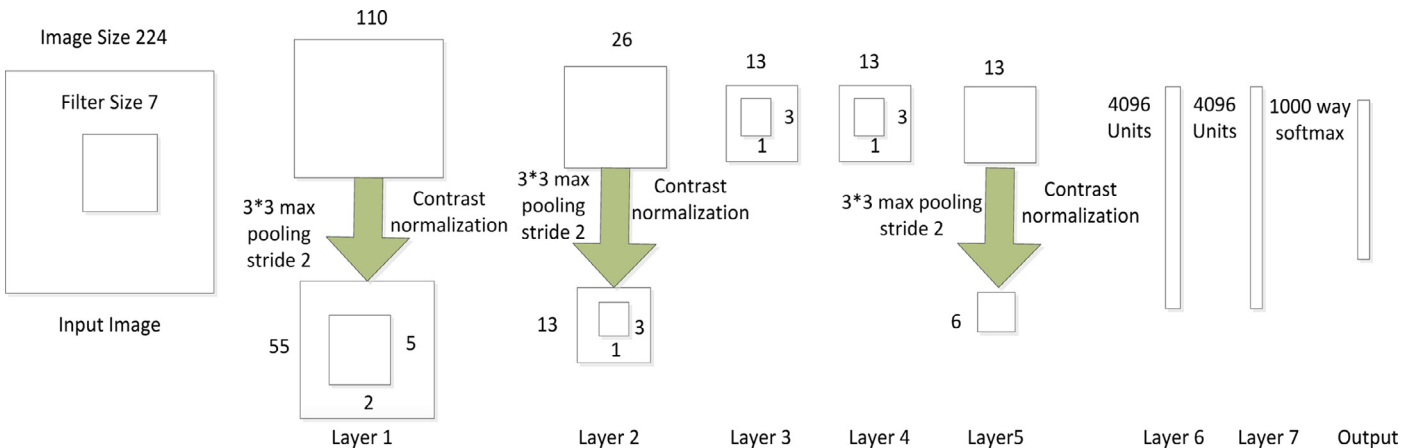 Image Size 224
Filter Size 7
Input Image
110
3*3 max
pooling
stride 2
Contrast
normalization
55
5
2
Layer 1
26
3*3 max
pooling
stride 2
Contrast
normalization
13
3
1
Layer 2
13
3
1
Layer 3
13
3
1
Layer 4
13
3*3 max pooling
stride 2
Contrast
normalization
6
Layer5
4096
Units
Layer 6
4096
Units
Layer 7
1000 way
softmax
Output